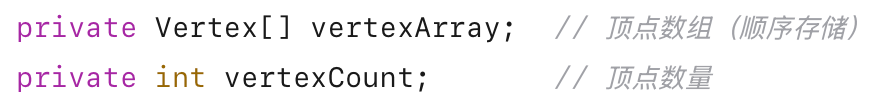 private Vertex[] vertexArray;  // 顶点数组（顺序存储）
private int vertexCount;       // 顶点数量